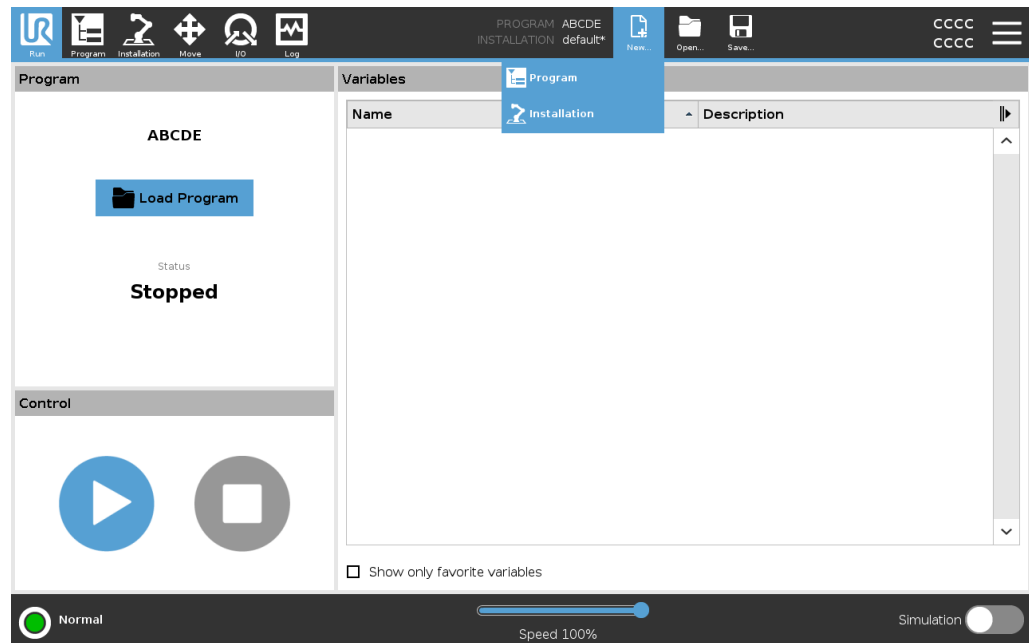 UR
Run
Program
Installation
Move
I/O
Log
PROGRAM ABCDE
INSTALLATION default*
New...
Open...
Save...
CCCC
CCCC
Program
Variables
Program
Installation
Name
Description
ABCDE
Load Program
Status
Stopped
Control
Show only favorite variables
Normal
Speed 100%
Simulation